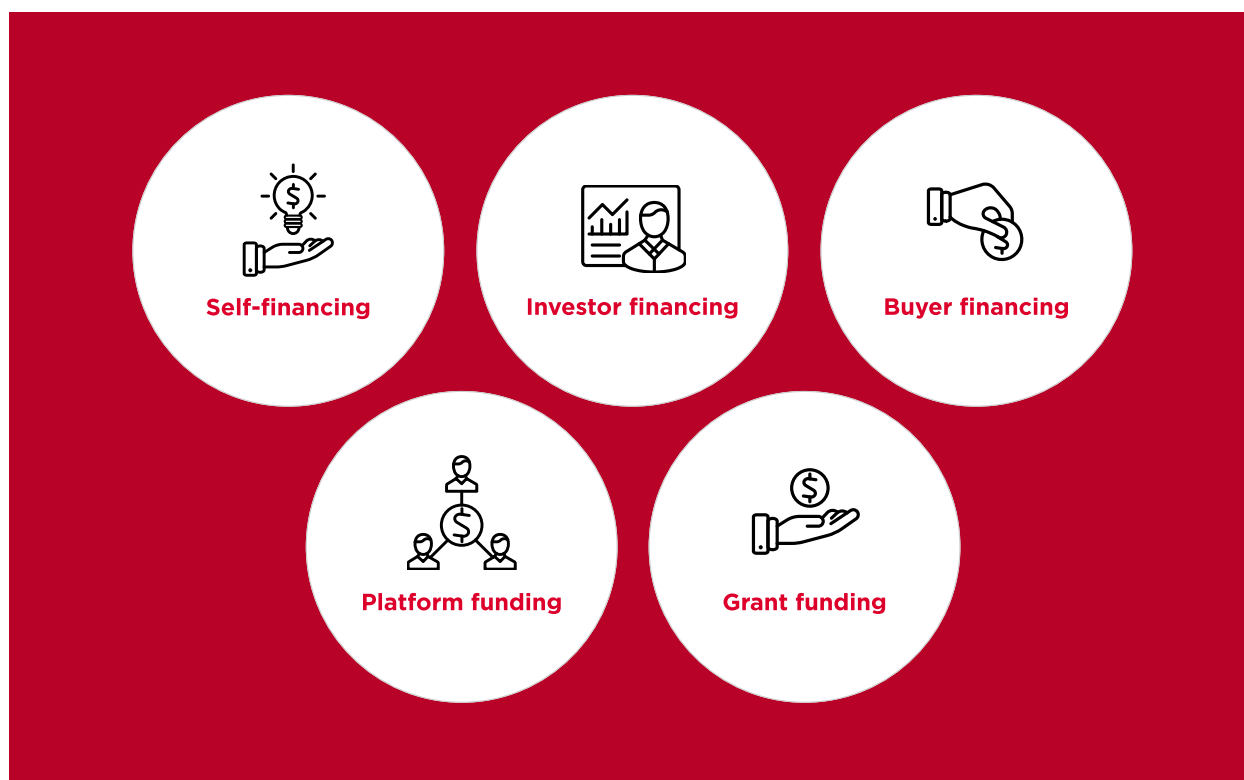 Self-financing
Investor financing
Buyer financing
Platform funding
Grant funding